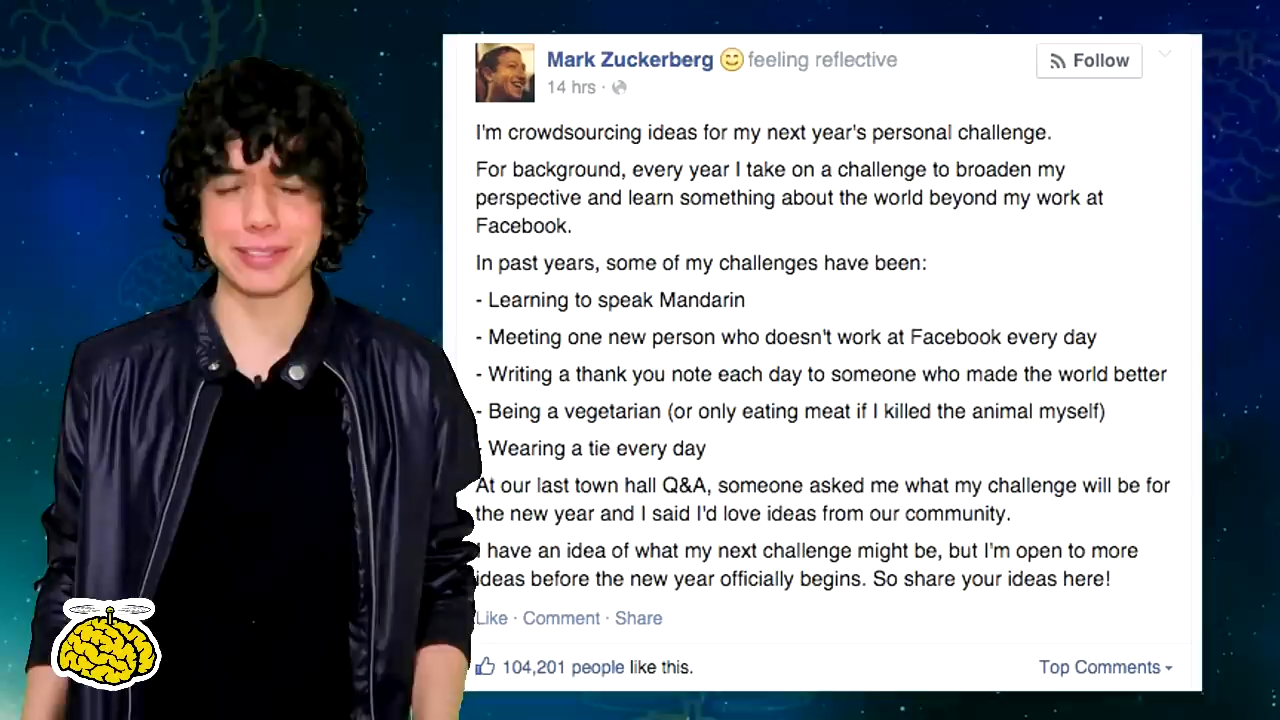 Mark Zuckerberg feeling reflective
14 hrs ·
Follow
I'm crowdsourcing ideas for my next year's personal challenge.
For background, every year I take on a challenge to broaden my
perspective and learn something about the world beyond my work at
Facebook.
In past years, some of my challenges have been:
- Learning to speak Mandarin
- Meeting one new person who doesn't work at Facebook every day
- Writing a thank you note each day to someone who made the world better
- Being a vegetarian (or only eating meat if I killed the animal myself)
- Wearing a tie every day
At our last town hall Q&A, someone asked me what my challenge will be for
the new year and I said I'd love ideas from our community.
I have an idea of what my next challenge might be, but I'm open to more
ideas before the new year officially begins. So share your ideas here!
Like · Comment · Share
104,201 people like this.
Top Comments